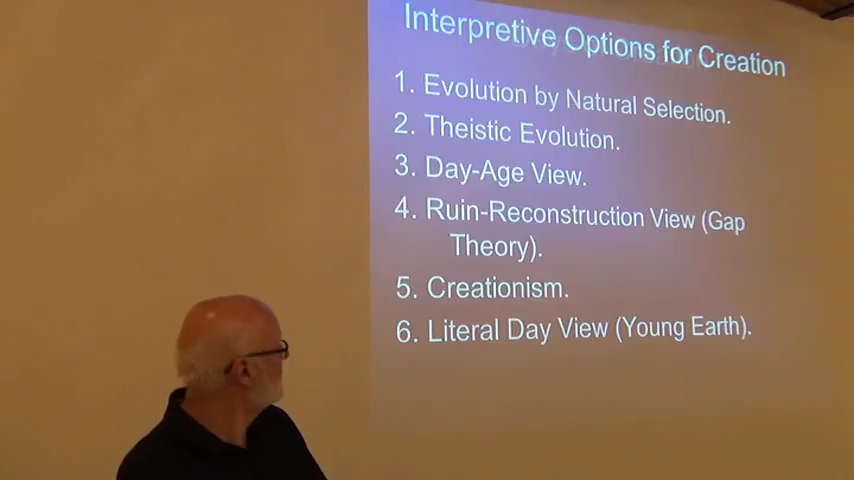 Interpretive Options for Creation
1. Evolution by Natural Selection.
2. Theistic Evolution.
3. Day-Age View.
4. Ruin-Reconstruction View (Gap
Theory).
5. Creationism.
6. Literal Day View (Young Earth).